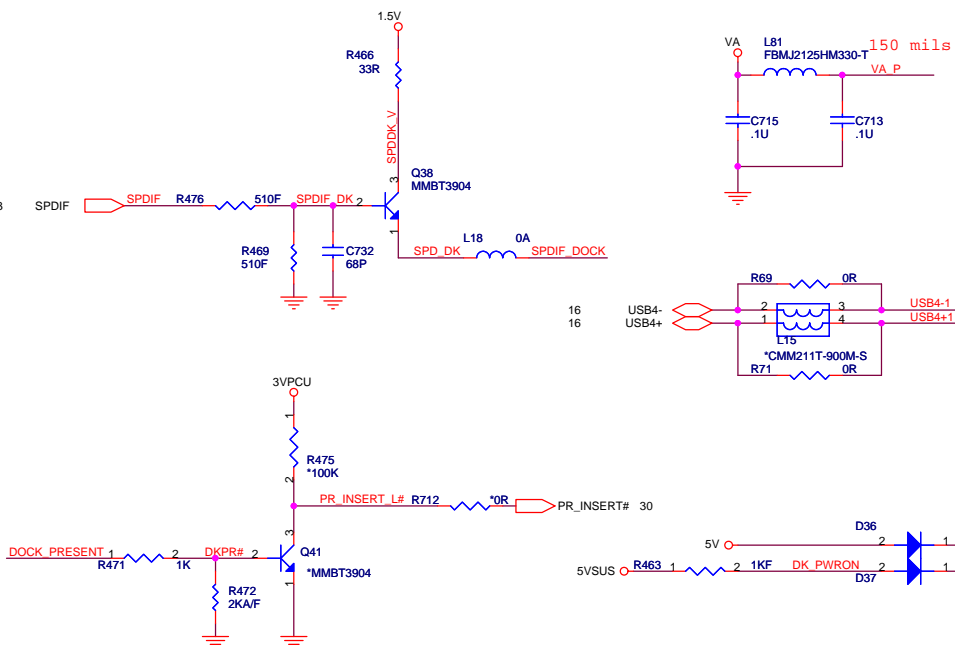 1.5V
R466
33R
SPDDK_V
Q38
MMBT3904
3
SPDIF
SPDIF
R476
510F
SPDIF_DK
2
1
R469
510F
C732
68P
SPD_DK
L18
0A
SPDIF_DOCK
VA
L81
FBMJ2125HM330-T
150 mils
VA_P
C715
.1U
C713
.1U
R69
0R
16
USB4-
2
3
USB4-1
16
USB4+
1
4
USB4+1
L15
*CMM211T-900M-S
R71
0R
3VPCU
1
R475
*100K
2
PR_INSERT_L#
R712
*0R
PR_INSERT#
30
3
DOCK_PRESENT
1
R471
2
1K
DKPR#
2
Q41
*MMBT3904
1
R472
2KA/F
D36
5V
2
1
5VSUS
R463
1
2
1KF
DK_PWRON
2
1
D37